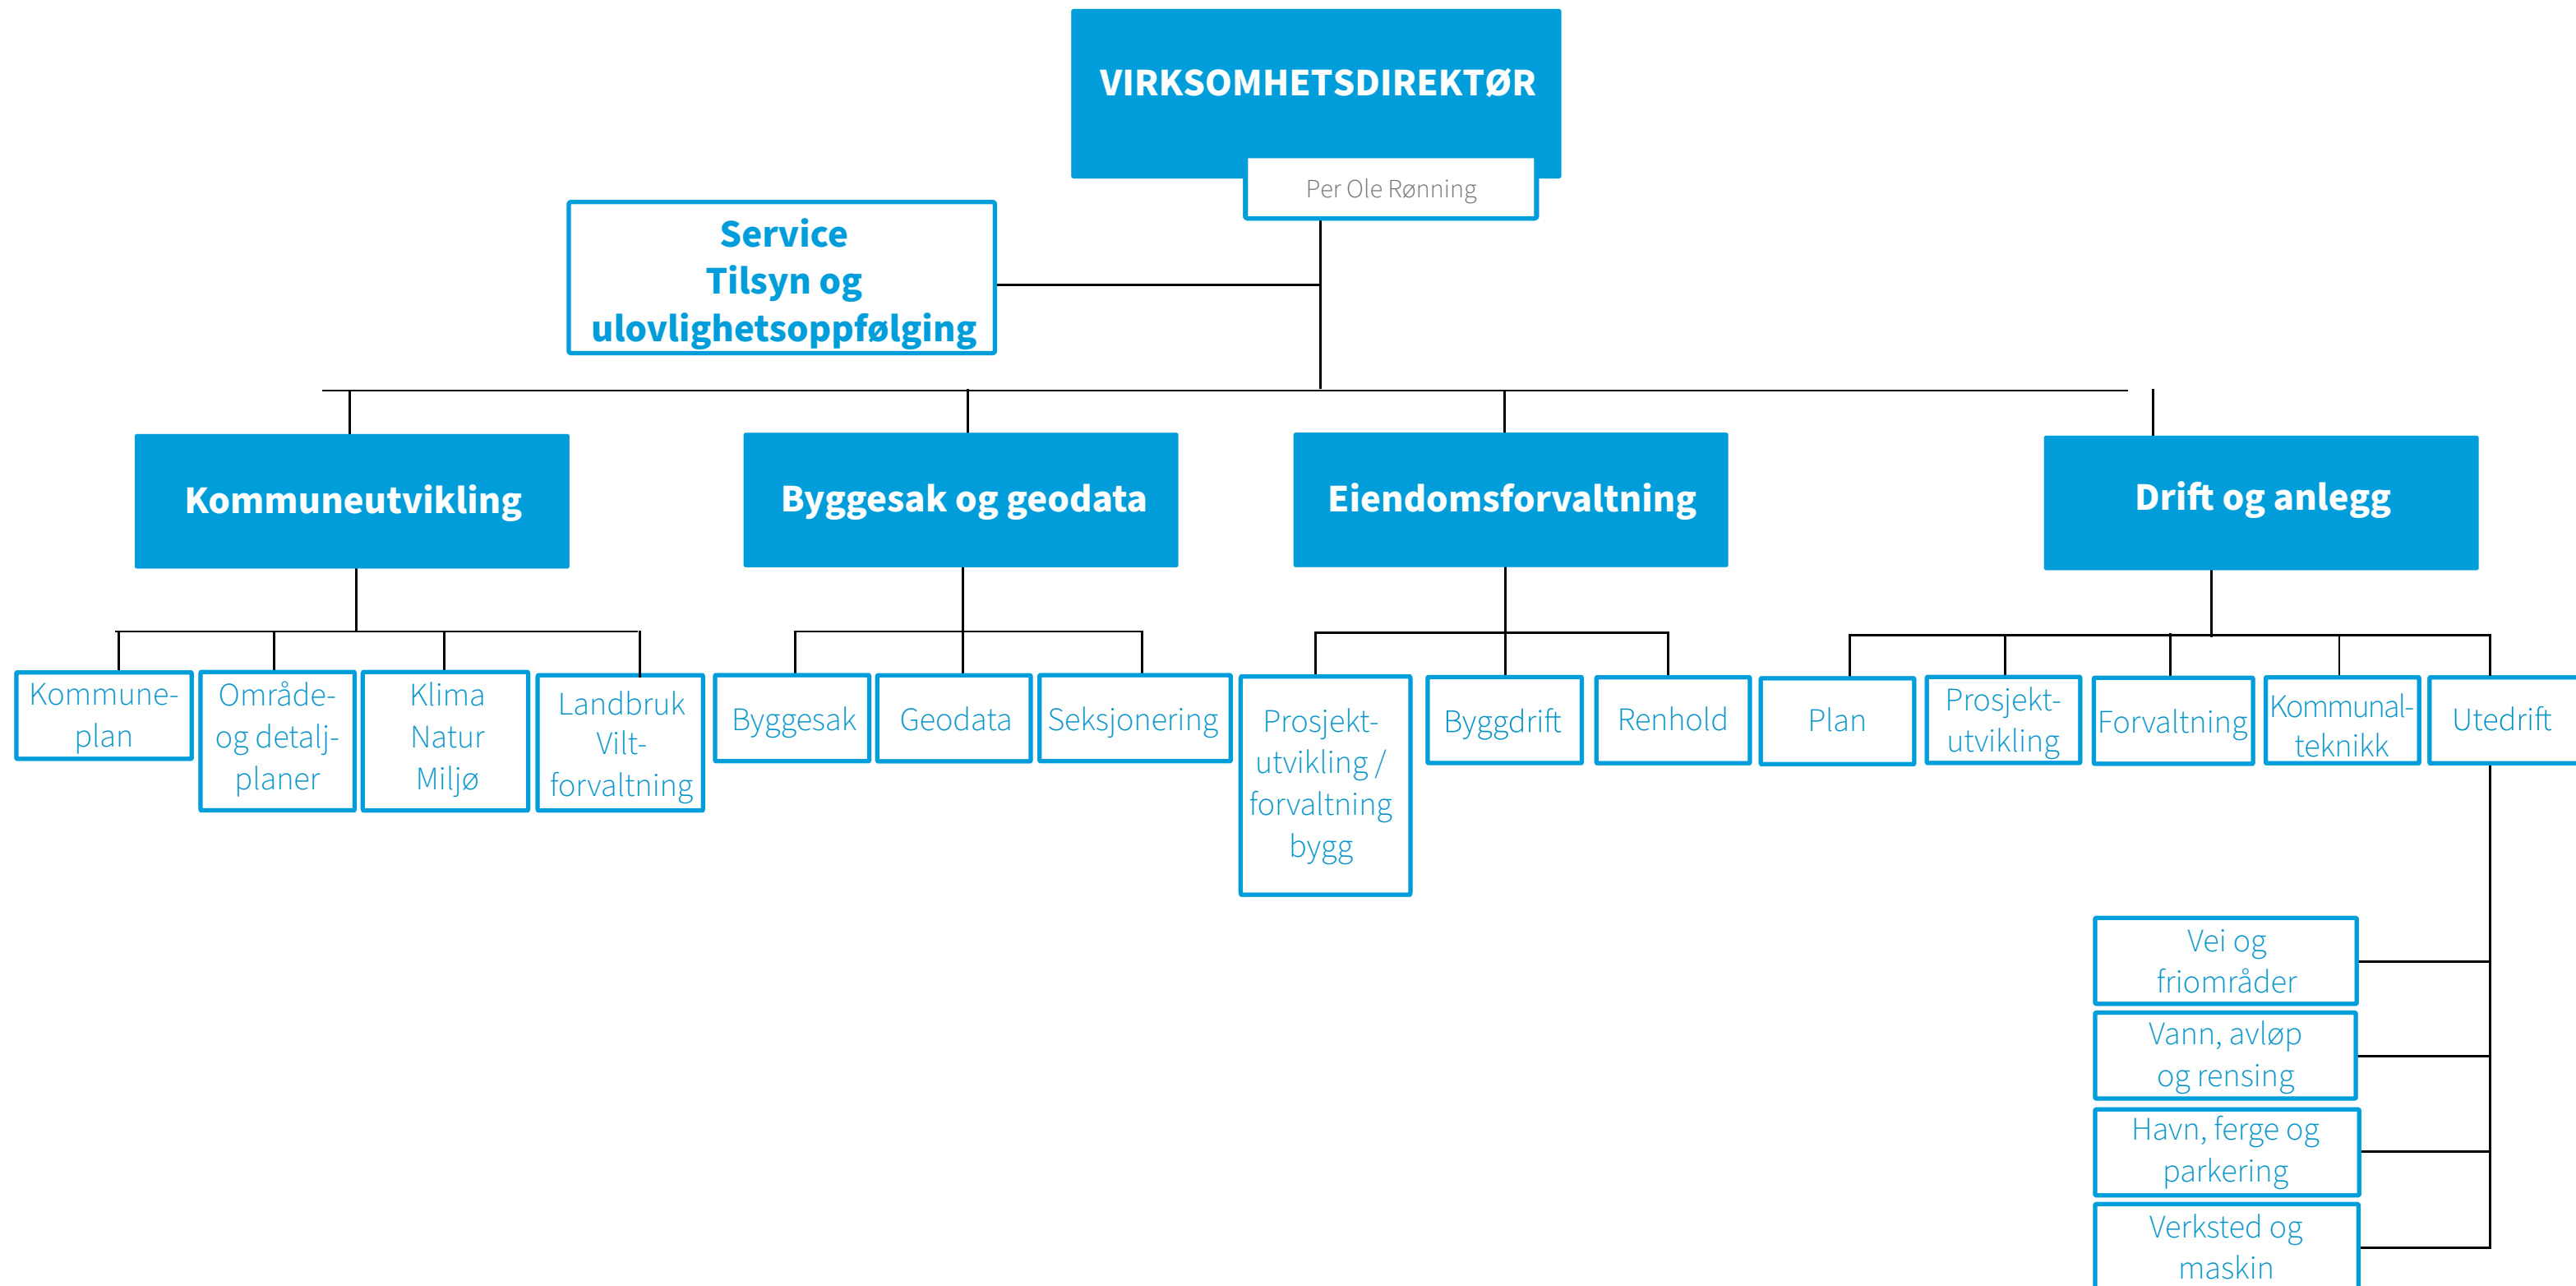 VIRKSOMHETSDIREKTØR
Per Ole Rønning
Service
Tilsyn og
ulovlighetsoppfølging
Kommuneutvikling
Byggesak og geodata
Eiendomsforvaltning
Drift og anlegg
Kommune-
plan
Område-
og detalj-
planer
Klima
Natur
Miljø
Landbruk
Vilt-
forvaltning
Byggesak
Geodata
Seksjonering
Prosjekt-
utvikling /
forvaltning
bygg
Byggdrift
Renhold
Plan
Prosjekt-
utvikling
Forvaltning
Kommunal-
teknikk
Utedrift
Vei og
friområder
Vann, avløp
og rensing
Havn, ferge og
parkering
Verksted og
maskin